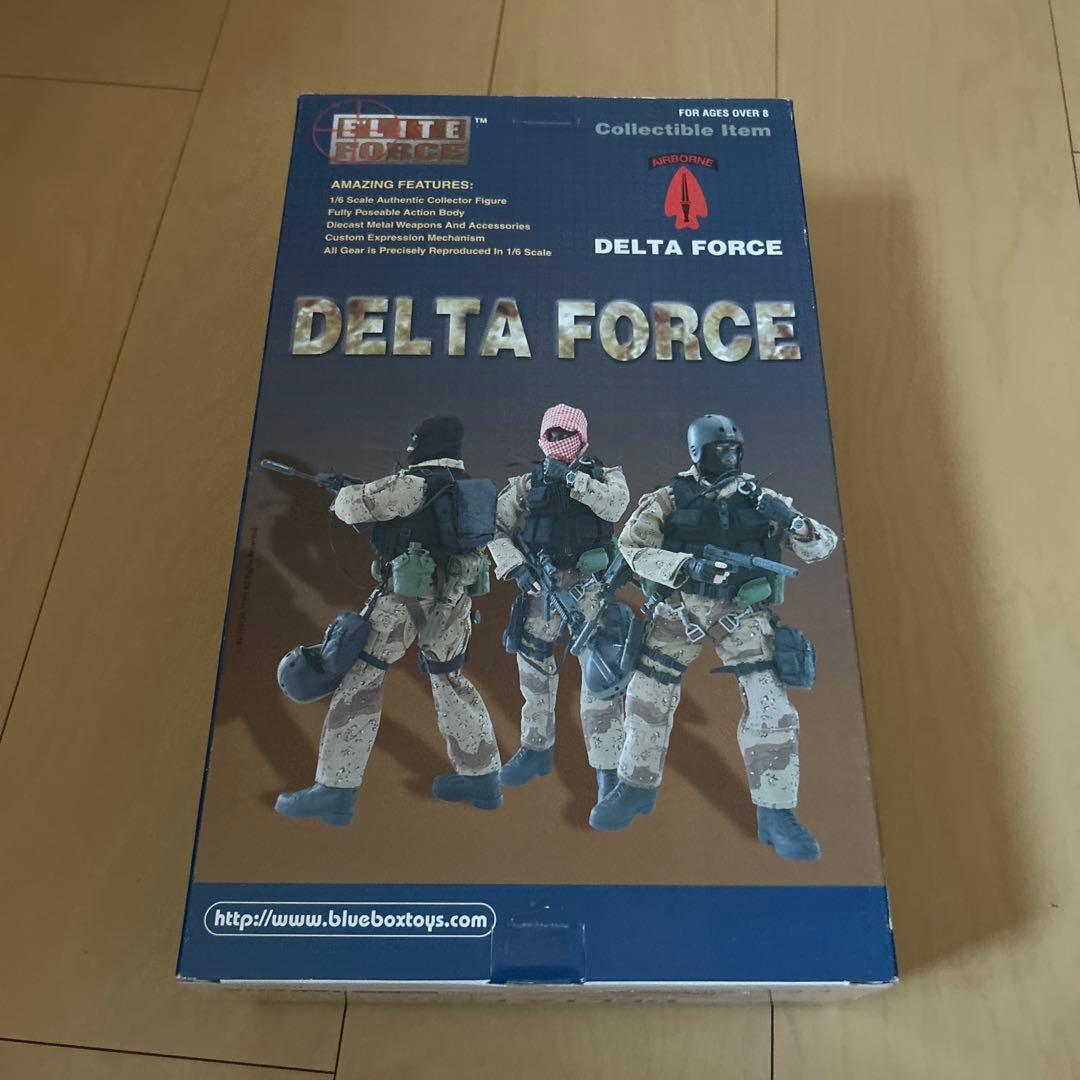 ELITE FORCE™
FOR AGES OVER 8
Collectible Item
AIRBORNE
DELTA FORCE
AMAZING FEATURES:
1/6 Scale Authentic Collector Figure
Fully Poseable Action Body
Diecast Metal Weapons And Accessories
Custom Expression Mechanism
All Gear is Precisely Reproduced In 1/6 Scale
DELTA FORCE
http://www.blueboxtoys.com